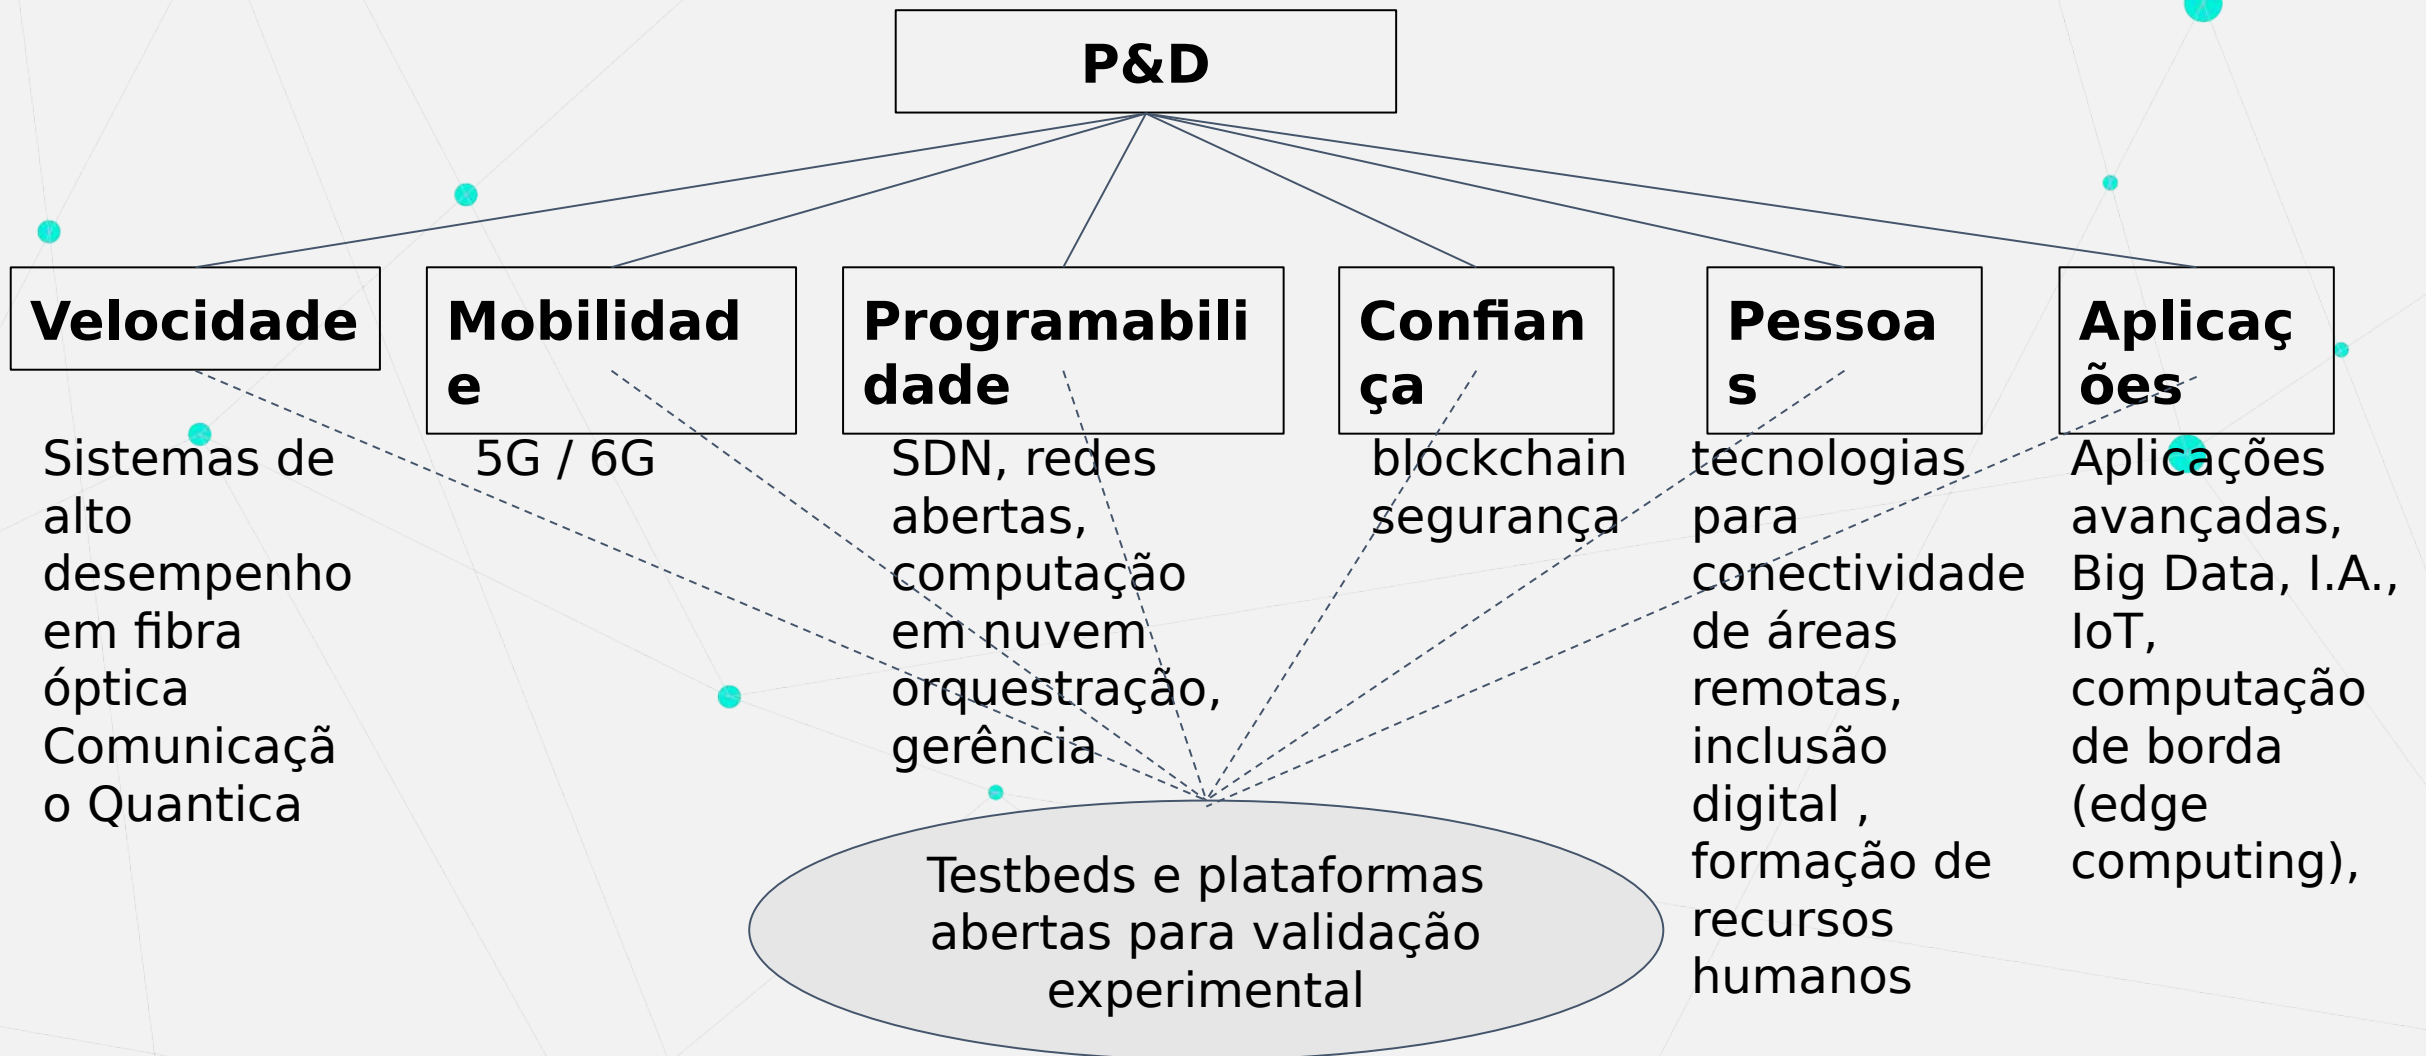 P&D
Velocidade
Mobilidad
e
Programabili
dade
Confian
ça
Pessoa
s
Aplicaç
ões
Sistemas de
alto
desempenho
em fibra
óptica
Comunicaçã
o Quantica
5G / 6G
SDN, redes
abertas,
computação
em nuvem
orquestração,
gerência
blockchain
segurança
tecnologias
para
conectividade
de áreas
remotas,
inclusão
digital ,
formação de
recursos
humanos
Aplicações
avançadas,
Big Data, I.A.,
IoT,
computação
de borda
(edge
computing),
Testbeds e plataformas
abertas para validação
experimental